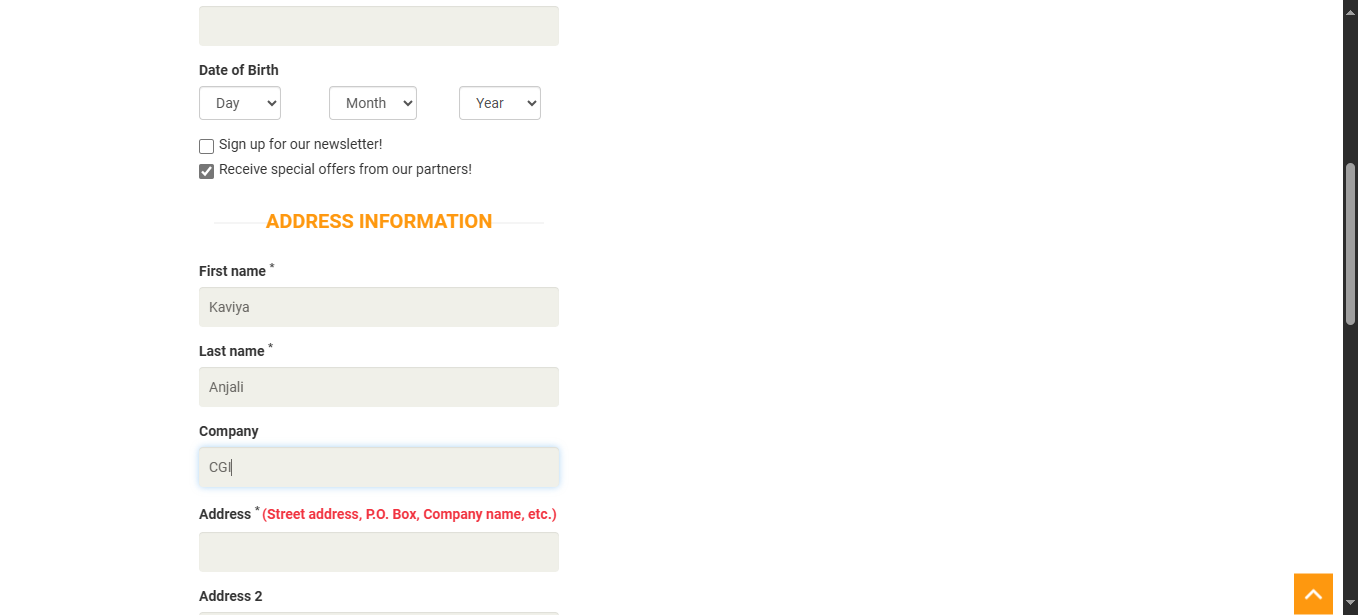 Date of Birth
Day Month Year
Sign up for our newsletter!
Receive special offers from our partners!
ADDRESS INFORMATION
First name *
Kaviya
Last name *
Anjali
Company
CGI
Address * (Street address, P.O. Box, Company name, etc.)
Address 2